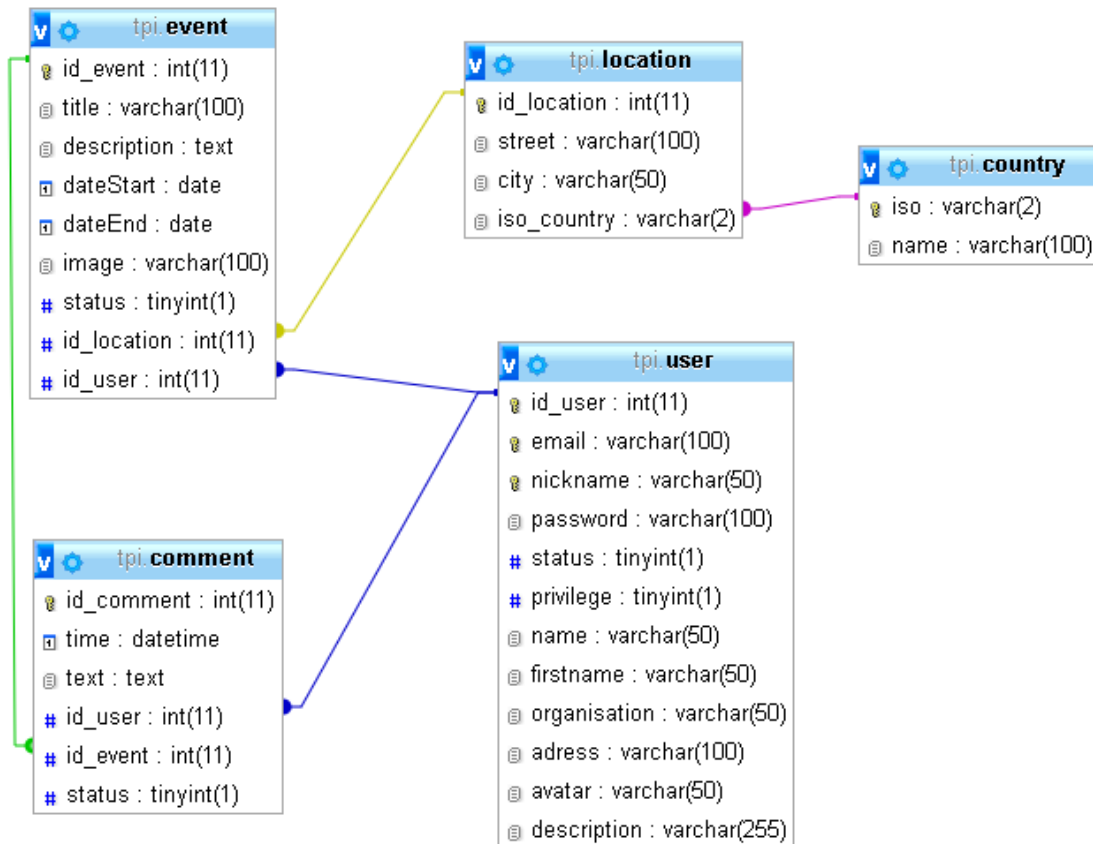 tpi.event
id_event : int(11)
title : varchar(100)
description : text
dateStart : date
dateEnd : date
image : varchar(100)
# status : tinyint(1)
# id_location : int(11)
# id_user : int(11)
tpi.location
id_location : int(11)
street : varchar(100)
city : varchar(50)
iso_country : varchar(2)
tpi.country
iso : varchar(2)
name : varchar(100)
tpi.user
id_user : int(11)
email : varchar(100)
nickname : varchar(50)
password : varchar(100)
# status : tinyint(1)
# privilege : tinyint(1)
name : varchar(50)
firstname : varchar(50)
organisation : varchar(50)
adress : varchar(100)
avatar : varchar(50)
description : varchar(255)
tpi.comment
id_comment : int(11)
time : datetime
text : text
# id_user : int(11)
# id_event : int(11)
# status : tinyint(1)